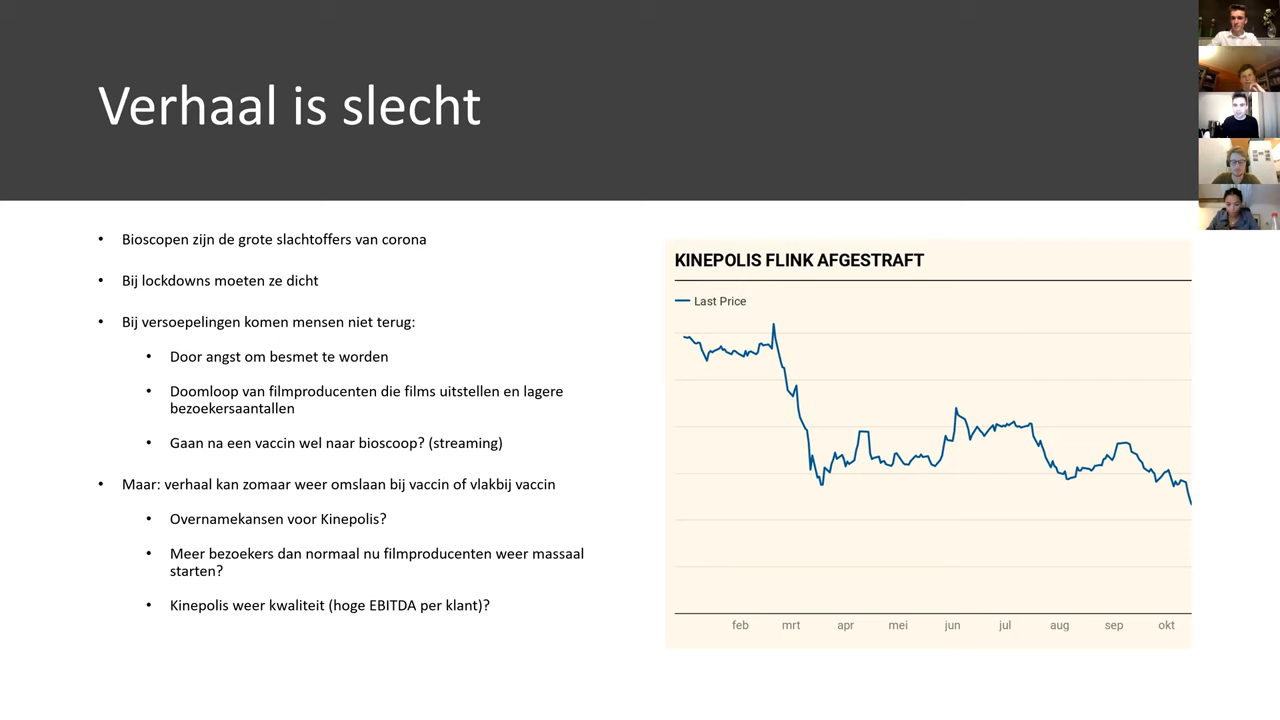 Verhaal is slecht
• Bioscopen zijn de grote slachtoffers van corona
• Bij lockdowns moeten ze dicht
• Bij versoepelingen komen mensen niet terug:
• Door angst om besmet te worden
• Doomloop van filmproducenten die films uitstellen en lagere
bezoekersaantallen
• Gaan na een vaccin wel naar bioscoop? (streaming)
• Maar: verhaal kan zomaar weer omslaan bij vaccin of vlakbij vaccin
• Overnamekansen voor Kinepolis?
• Meer bezoekers dan normaal nu filmproducenten weer massaal
starten?
• Kinepolis weer kwaliteit (hoge EBITDA per klant)?
KINEPOLIS FLINK AFGESTRAFT
Last Price
feb mrt apr mei jun jul aug sep okt